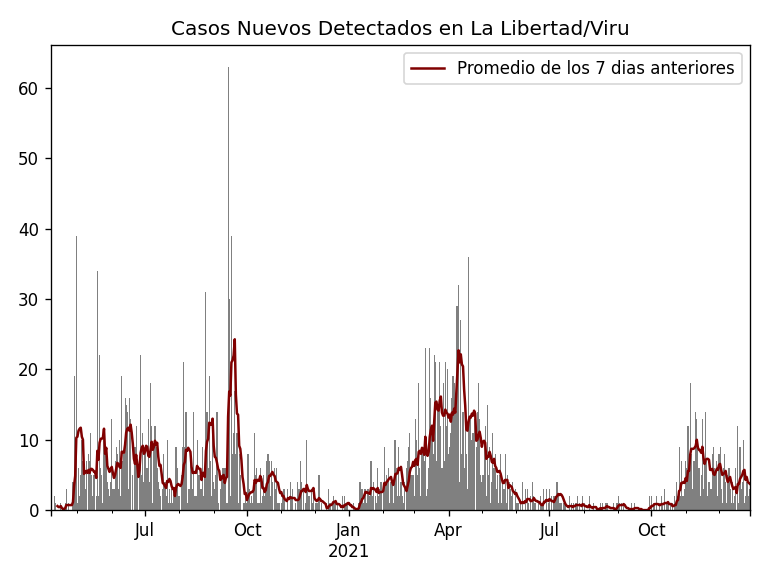 Casos Nuevos Detectados en La Libertad/Viru
Promedio de los 7 dias anteriores
60
50
40
30
20
10
0
Jul
Oct
Jan
2021
Apr
Jul
Oct